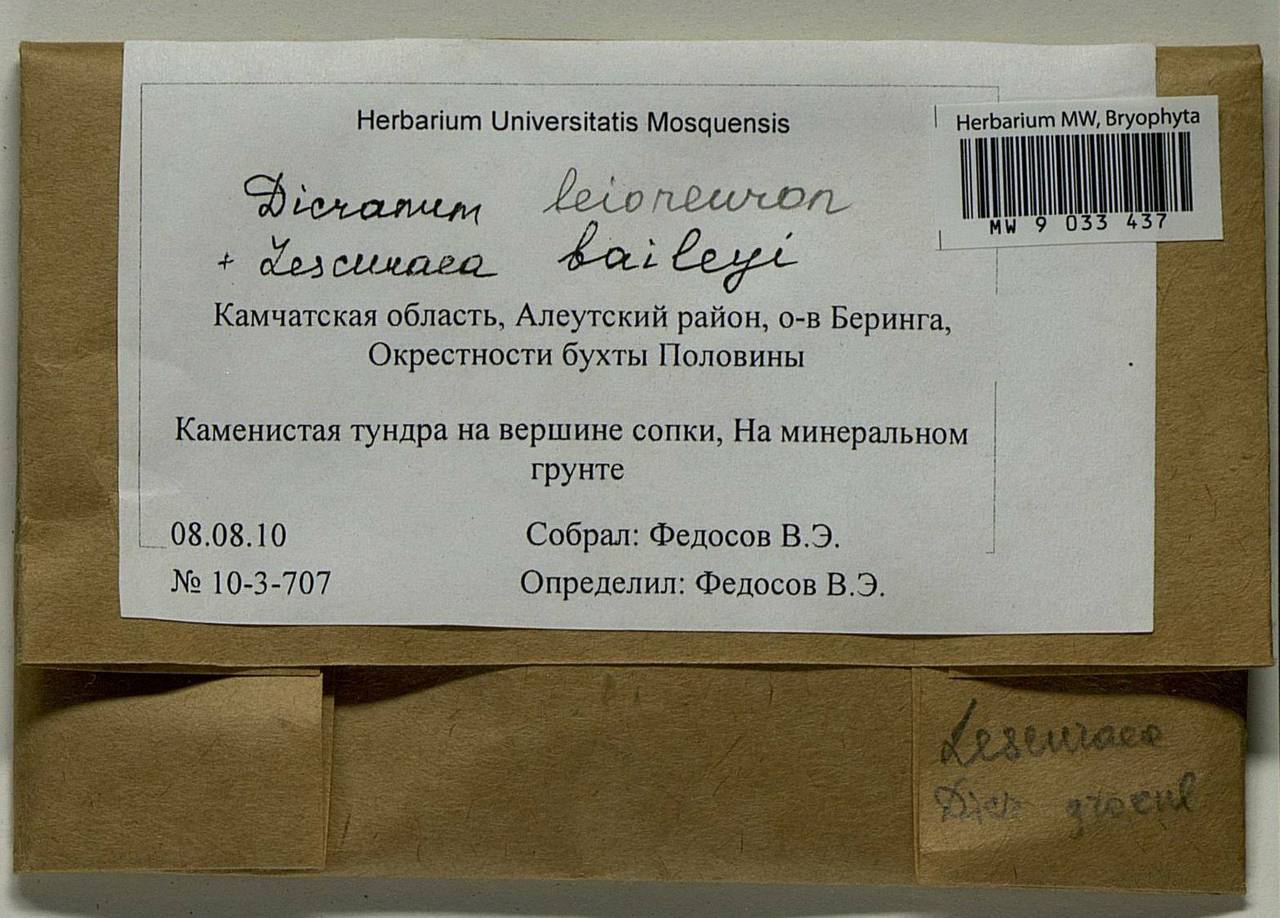 Herbarium Universitatis Mosquensis
Herbarium MW, Bryophyta
MW 9 033 437
Dicranum leioneuron
+ Lescuraea baileyi
Камчатская область, Алеутский район, о-в Беринга,
Окрестности бухты Половины
Каменистая тундра на вершине сопки, На минеральном
грунте
08.08.10 Собрал: Федосов В.Э.
№ 10-3-707 Определил: Федосов В.Э.
Lescuraea
Dicr